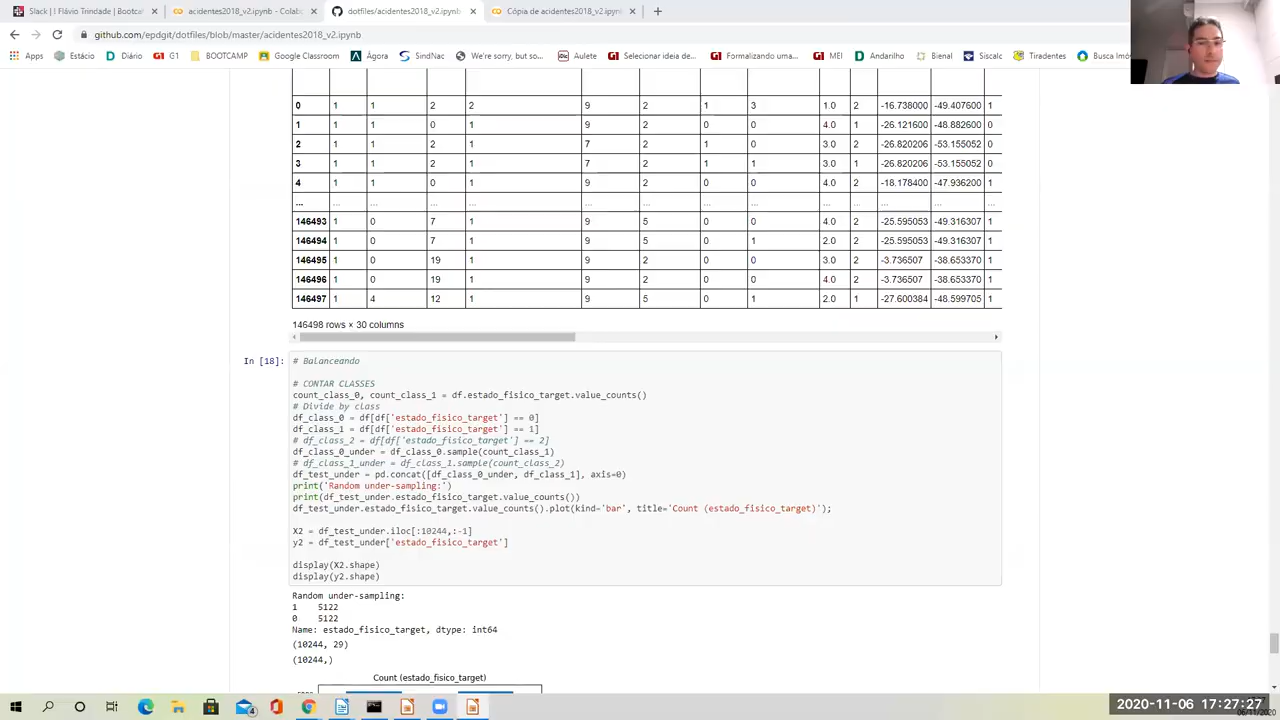 Slack | ! Flávio Trindade | Bootca
acidentes2018_v2.ipynb - Colabo
dotfiles/acidentes2018_v2.ipynb
Cópia de acidentes2018_v2.ipynb
github.com/epdgit/dotfiles/blob/master/acidentes2018_v2.ipynb
Apps Estácio Diário G1 BOOTCAMP Google Classroom Ágora SindNac We're sorry, but so... Aulete Selecionar ideia de... Formalizando uma... MEI Andarilho Bienal Siscalc Tiradentes Busca Imó
0 1 1 2 2 9 2 1 3 1.0 2 -16.738000 -49.407600 1
1 1 1 0 1 9 2 0 0 4.0 1 -26.121600 -48.882600 0
2 1 1 2 1 7 2 1 0 3.0 2 -26.820206 -53.155052 0
3 1 1 2 1 7 2 1 1 3.0 1 -26.820206 -53.155052 0
4 1 1 0 1 9 2 0 0 4.0 2 -18.178400 -47.936200 1
... ... ... ... ... ... ... ... ... ... ... ... ... ...
146493 1 0 7 1 9 5 0 0 4.0 2 -25.595053 -49.316307 1
146494 1 0 7 1 9 5 0 1 2.0 2 -25.595053 -49.316307 1
146495 1 0 19 1 9 2 0 0 3.0 2 -3.736507 -38.653370 1
146496 1 0 19 1 9 2 0 0 4.0 2 -3.736507 -38.653370 1
146497 1 4 12 1 9 5 0 1 2.0 1 -27.600384 -48.599705 1
146498 rows × 30 columns
In [18]:
# Balanceando
# CONTAR CLASSES
count_class_0, count_class_1 = df.estado_fisico_target.value_counts()
# Divide by class
df_class_0 = df[df['estado_fisico_target'] == 0]
df_class_1 = df[df['estado_fisico_target'] == 1]
# df_class_2 = df[df['estado_fisico_target'] == 2]
df_class_0_under = df_class_0.sample(count_class_1)
# df_class_1_under = df_class_1.sample(count_class_2)
df_test_under = pd.concat([df_class_0_under, df_class_1], axis=0)
print('Random under-sampling:')
print(df_test_under.estado_fisico_target.value_counts())
df_test_under.estado_fisico_target.value_counts().plot(kind='bar', title='Count (estado_fisico_target)');
X2 = df_test_under.iloc[:10244,:-1]
y2 = df_test_under['estado_fisico_target']
display(X2.shape)
display(y2.shape)
Random under-sampling:
1 5122
0 5122
Name: estado_fisico_target, dtype: int64
(10244, 29)
(10244,)
Count (estado_fisico_target)
2020-11-06 17:27:27
06/11/2020